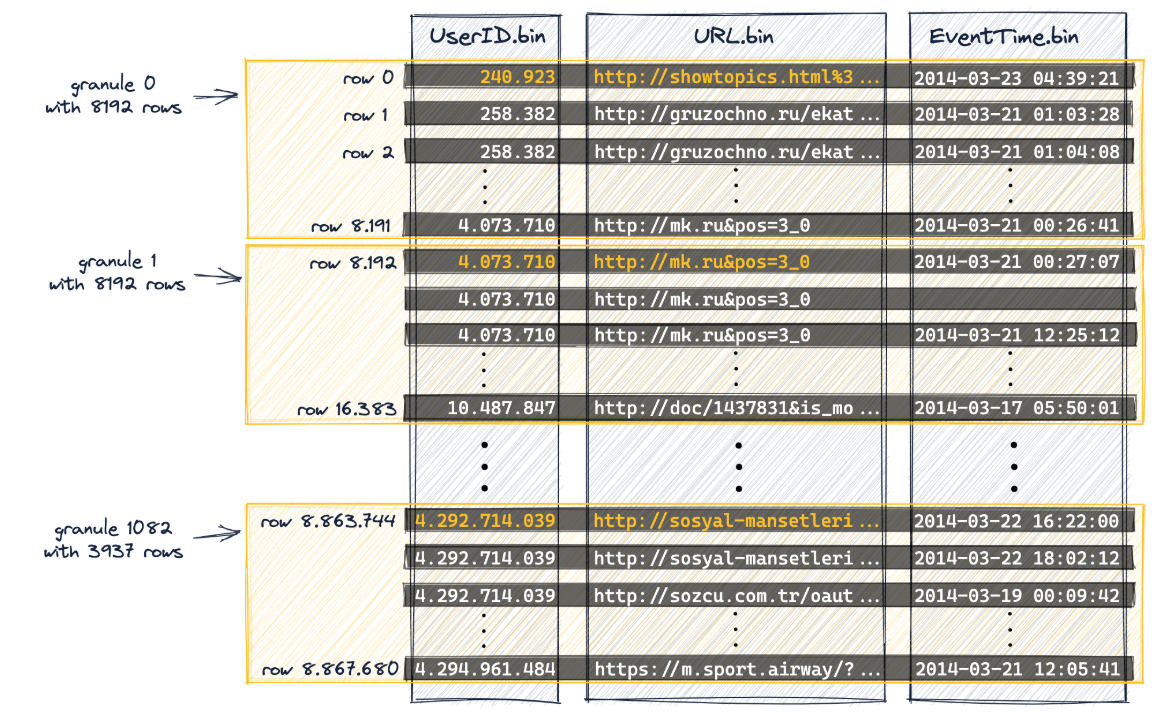 UserID.bin URL.bin EventTime.bin
granule 0
with 8192 rows
row 0 240.923 http://showtopics.html%3 ... 2014-03-23 04:39:21
row 1 258.382 http://gruzochno.ru/ekat ... 2014-03-21 01:03:28
row 2 258.382 http://gruzochno.ru/ekat ... 2014-03-21 01:04:08
row 8.191 4.073.710 http://mk.ru&pos=3_0 2014-03-21 00:26:41
granule 1
with 8192 rows
row 8.192 4.073.710 http://mk.ru&pos=3_0 2014-03-21 00:27:07
4.073.710 http://mk.ru&pos=3_0
4.073.710 http://mk.ru&pos=3_0 2014-03-21 12:25:12
row 16.383 10.487.847 http://doc/1437831&is_mo ... 2014-03-17 05:50:01
granule 1082
with 3937 rows
row 8.863.744 4.292.714.039 http://sosyal-mansetleri ... 2014-03-22 16:22:00
4.292.714.039 http://sosyal-mansetleri ... 2014-03-22 18:02:12
4.292.714.039 http://sozcu.com.tr/oaut ... 2014-03-19 00:09:42
row 8.867.680 4.294.961.484 https://m.sport.airway/? ... 2014-03-21 12:05:41